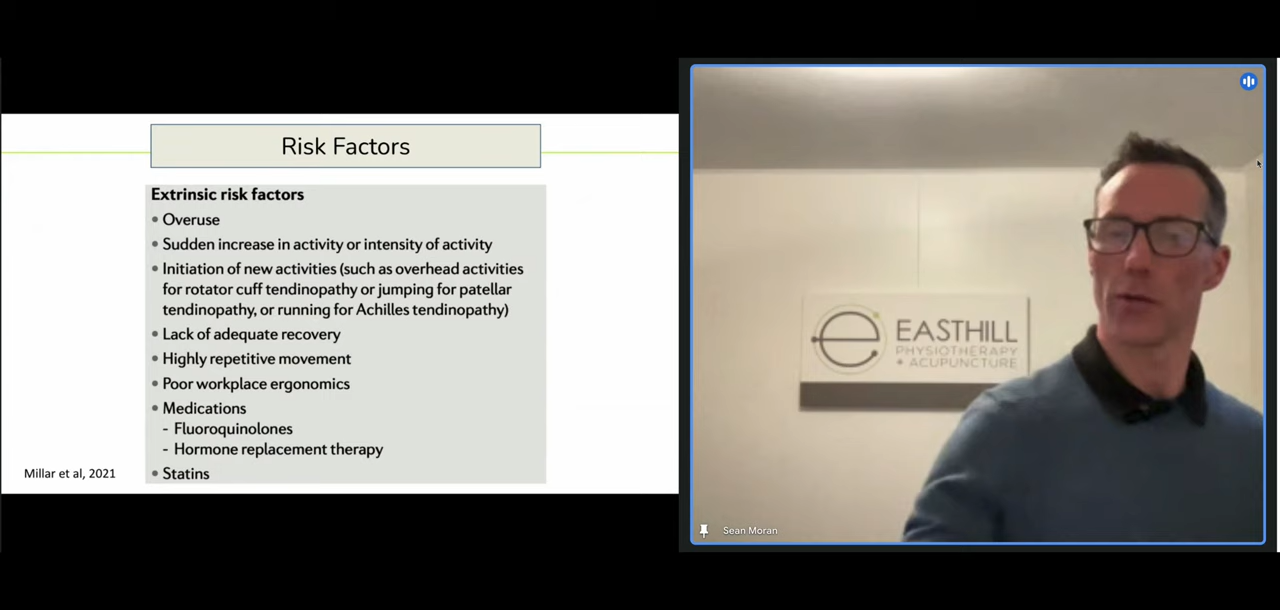 Risk Factors
Extrinsic risk factors
• Overuse
• Sudden increase in activity or intensity of activity
• Initiation of new activities (such as overhead activities
for rotator cuff tendinopathy or jumping for patellar
tendinopathy, or running for Achilles tendinopathy)
• Lack of adequate recovery
• Highly repetitive movement
• Poor workplace ergonomics
• Medications
- Fluoroquinolones
- Hormone replacement therapy
• Statins
Millar et al, 2021
EASTHILL
PHYSIOTHERAPY
+ ACUPUNCTURE
Sean Moran